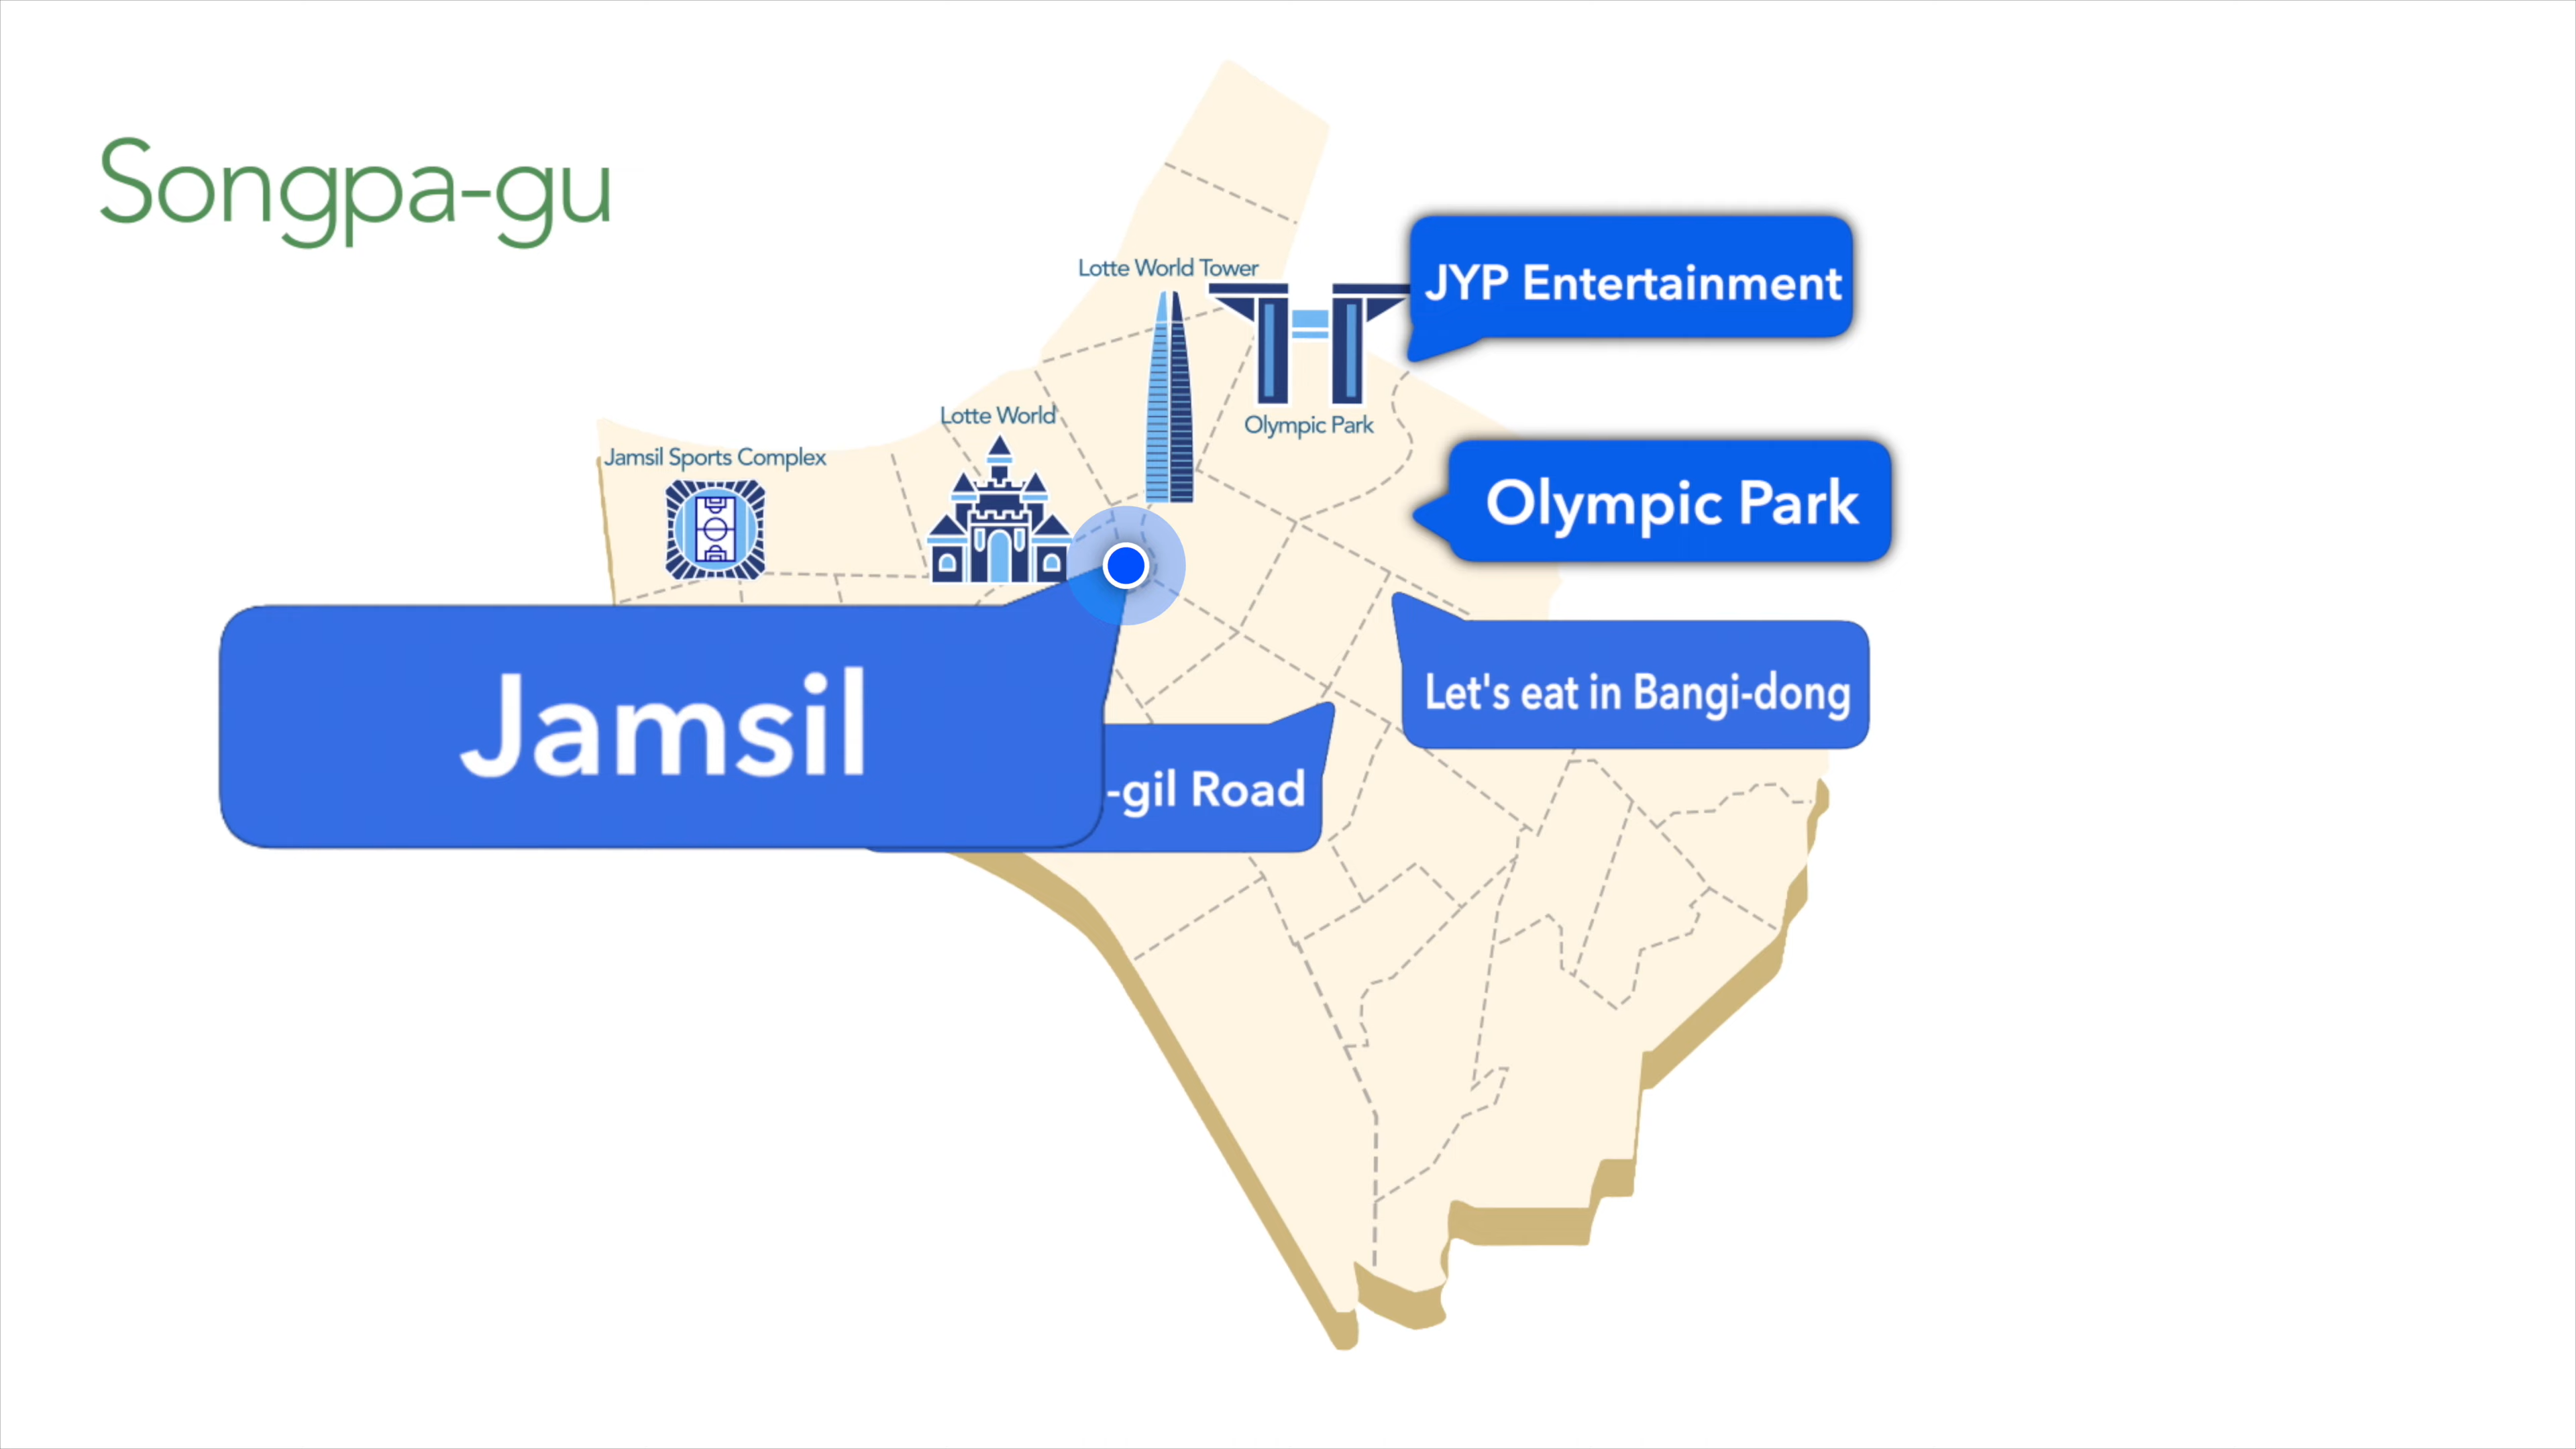 Songpa-gu
Lotte World Tower
JYP Entertainment
Lotte World
Olympic Park
Jamsil Sports Complex
Olympic Park
Let's eat in Bangi-dong
Jamsil
-gil Road